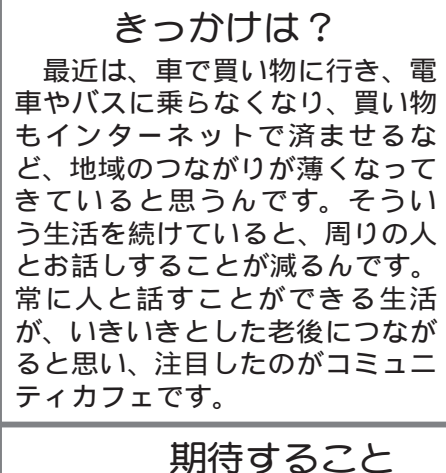 きっかけは？
　最近は、車で買い物に行き、電
車やバスに乗らなくなり、買い物
もインターネットで済ませるな
ど、地域のつながりが薄くなって
きていると思うんです。そうい
う生活を続けていると、周りの人
とお話しすることが減るんです。
常に人と話すことができる生活
が、いきいきとした老後につなが
ると思い、注目したのがコミュニ
ティカフェです。
期待すること